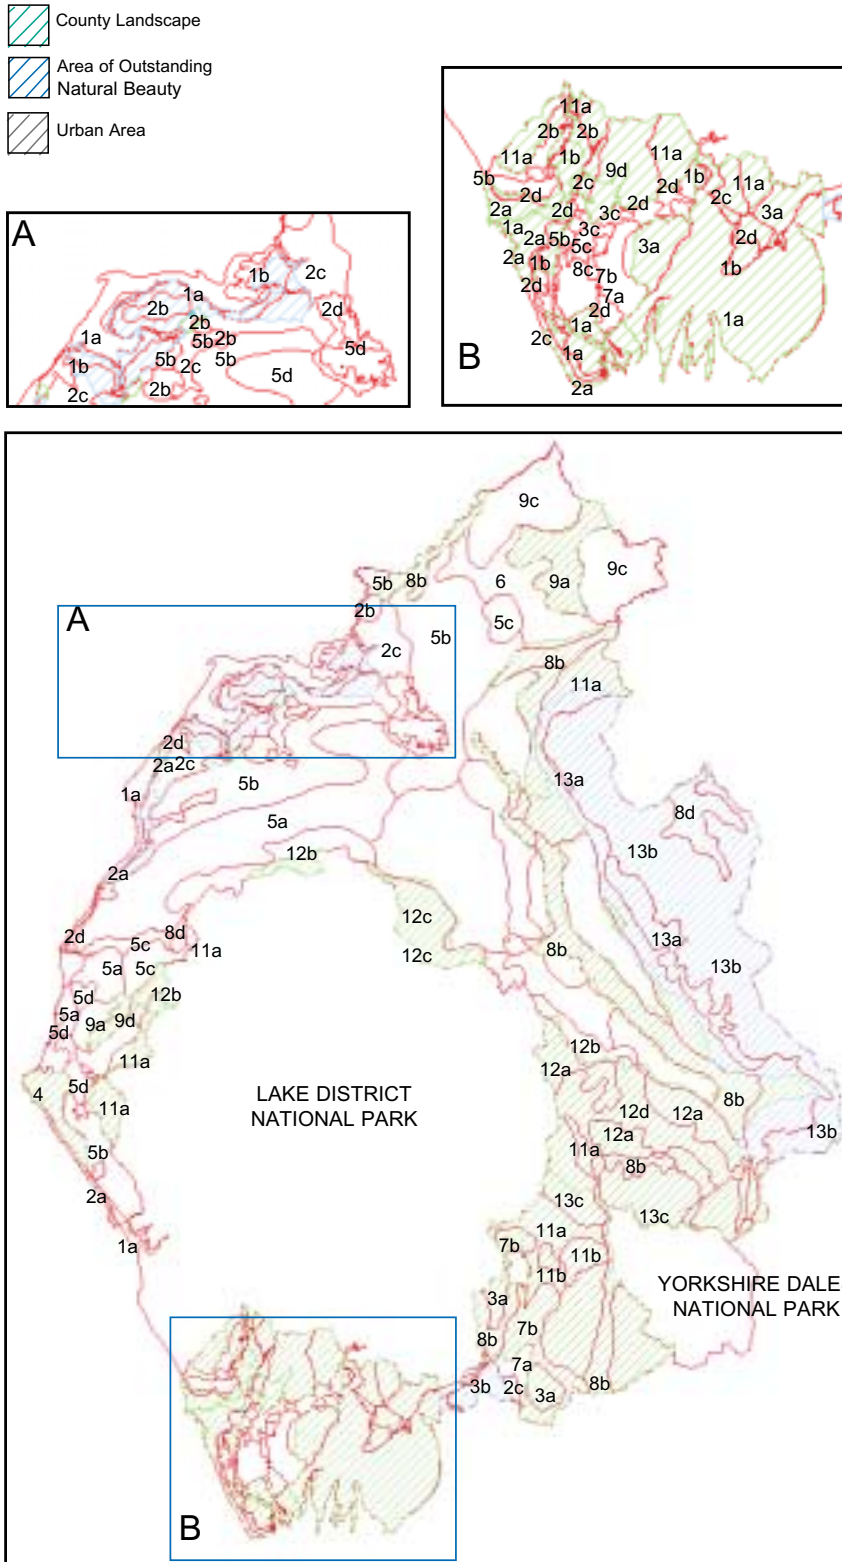 County Landscape
Area of Outstanding
Natural Beauty
Urban Area
A
1b
2c
1a
2b
2d
2b
1a
5b
2b
5d
5b
2c
5b
1b
5d
2c
2b
11a
2b
2b
11a
1b
9d
11a
5b
2c
2d
1b
11a
2d
2c
2a
2d
3c
2d
3a
1a
3c
2a
5b
5c
3a
2d
2a
1b
8c
7b
1b
2d
7a
2d
1a
1a
2c
B
1a
2a
9c
5b
8b
6
9a
9c
A
2b
5c
5b
2c
8b
11a
2d
2a
2c
5b
13a
1a
8d
5a
12b
13b
2a
12c
2d
5c
8d
11a
12c
8b
13a
5a
5c
13b
5d
12b
5a
9a
9d
5d
12b
11a
12a
4
5d
LAKE DISTRICT
NATIONAL PARK
11a
12d
12a
8b
12a
13b
5b
11a
8b
2a
13c
13c
1a
11a
7b
11b
11b
YORKSHIRE DALE
NATIONAL PARK
3a
7b
8b
7a
3b
2c
3a
8b
B